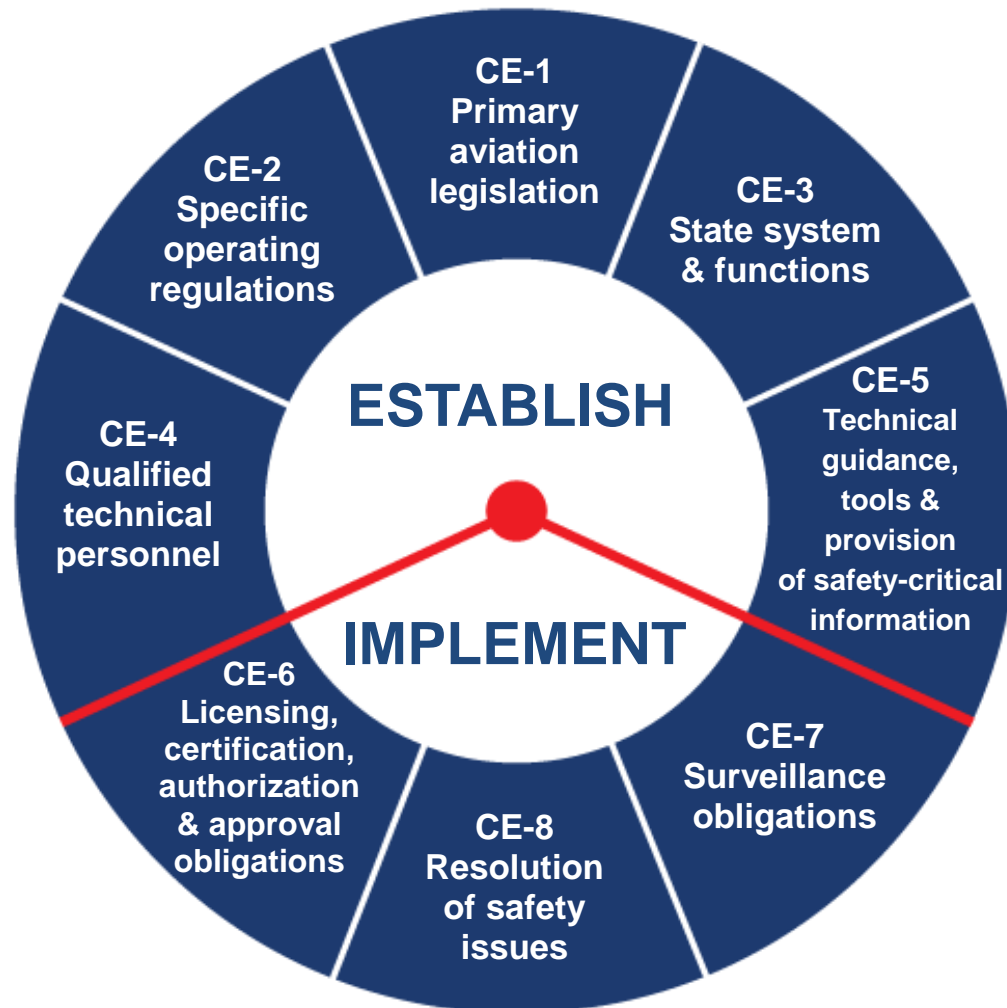 CE-1
Primary
aviation
legislation
CE-2
Specific
operating
regulations
CE-3
State system
& functions
CE-4
Qualified
technical
personnel
ESTABLISH
CE-5
Technical
guidance,
tools &
provision
of safety-critical
information
IMPLEMENT
CE-6
Licensing,
certification,
authorization
& approval
obligations
CE-8
Resolution
of safety
issues
CE-7
Surveillance
obligations